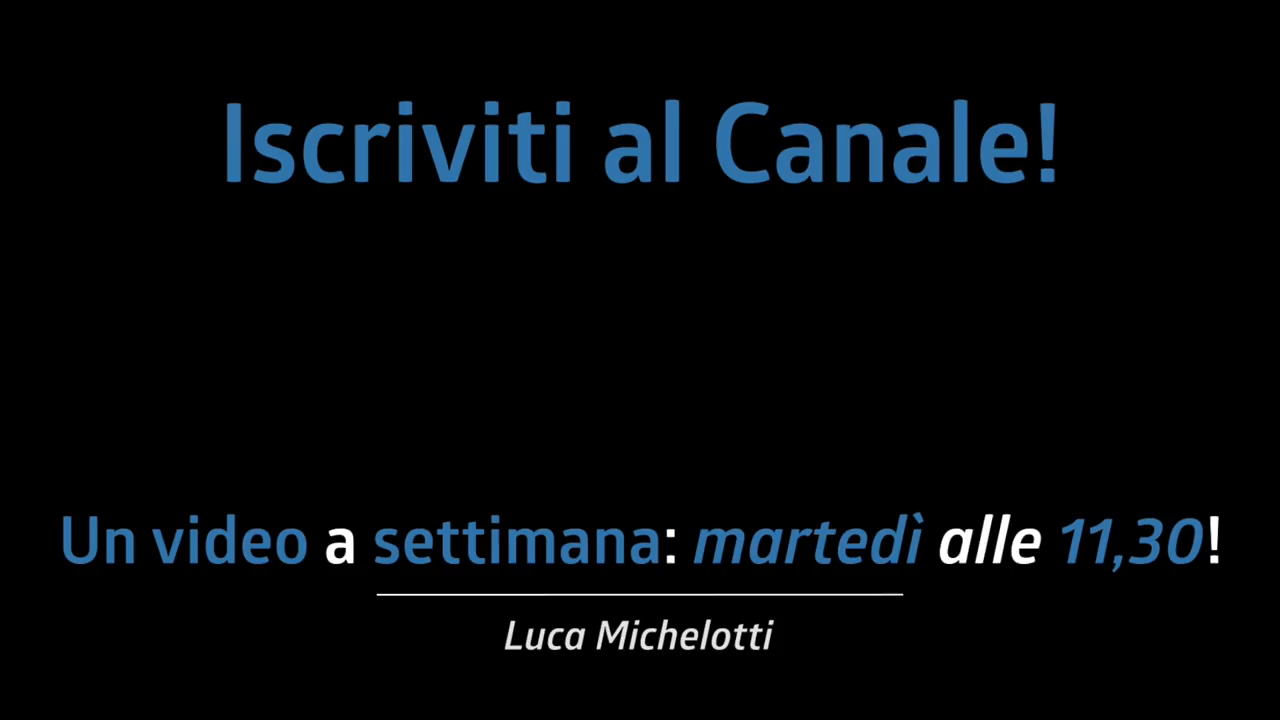 Iscriviti al Canale!
Un video a settimana: martedì alle 11,30!
Luca Michelotti